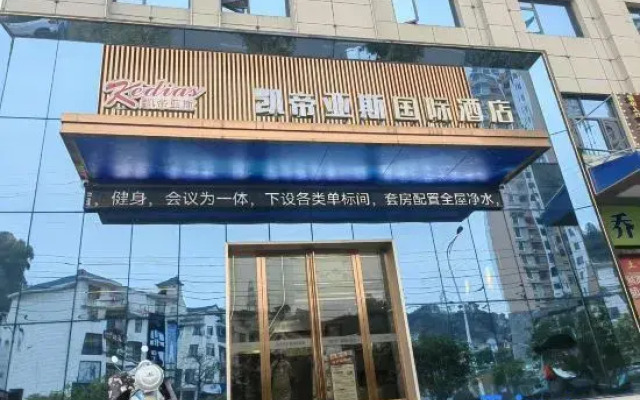 Kedias
凯帝亚斯
凯帝亚斯国际酒店
，健身，会议为一体，下设各类单标间，套房配置全屋净水，
乔